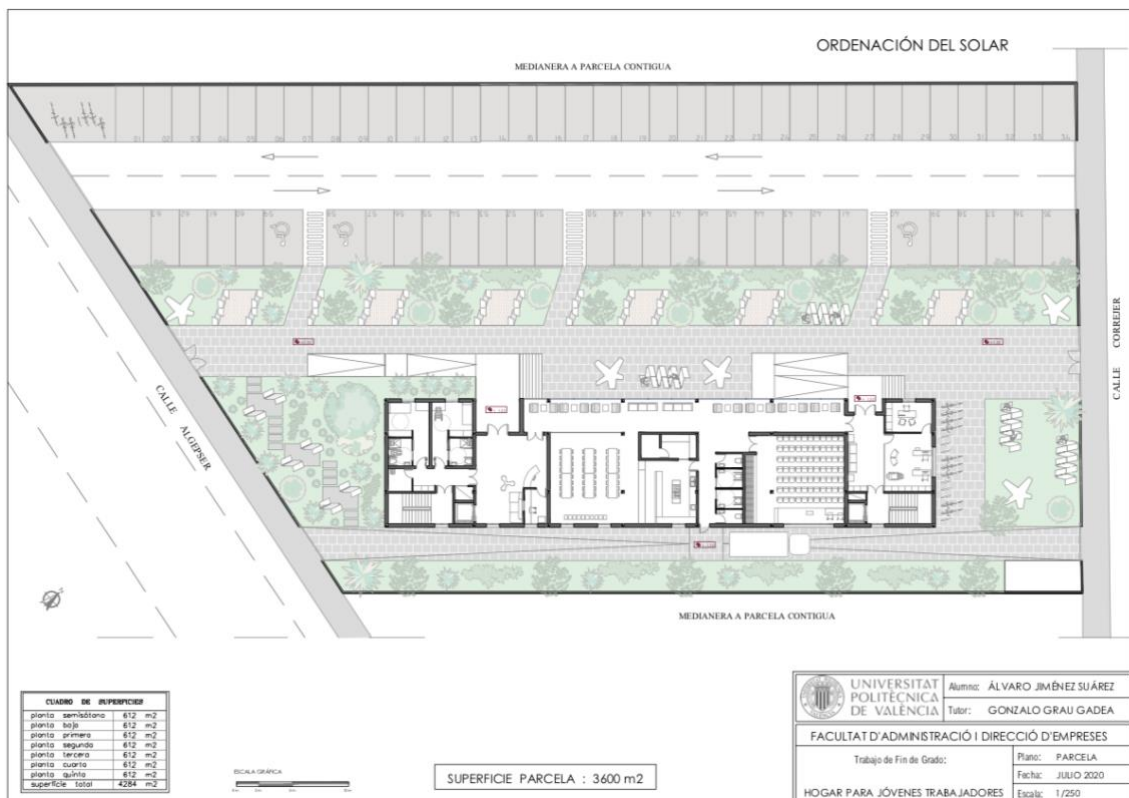 ORDENACIÓN DEL SOLAR
MEDIANERA A PARCELA CONTIGUA
CALLE CORREJER
CALLE ALGEPSER
MEDIANERA A PARCELA CONTIGUA
CUADRO DE SUPERFICIES
planta semisótano 612 m2
planta baja 612 m2
planta primera 612 m2
planta segunda 612 m2
planta tercera 612 m2
planta cuarta 612 m2
planta quinta 612 m2
superficie total 4284 m2
ESCALA GRÁFICA
SUPERFICIE PARCELA : 3600 m2
UNIVERSITAT
POLITÈCNICA
DE VALÈNCIA
Alumno: ÁLVARO JIMÉNEZ SUÁREZ
Tutor: GONZALO GRAU GADEA
FACULTAT D'ADMINISTRACIÓ I DIRECCIÓ D'EMPRESES
Trabajo de Fin de Grado:
HOGAR PARA JÓVENES TRABAJADORES
Plano: PARCELA
Fecha: JULIO 2020
Escala: 1/250